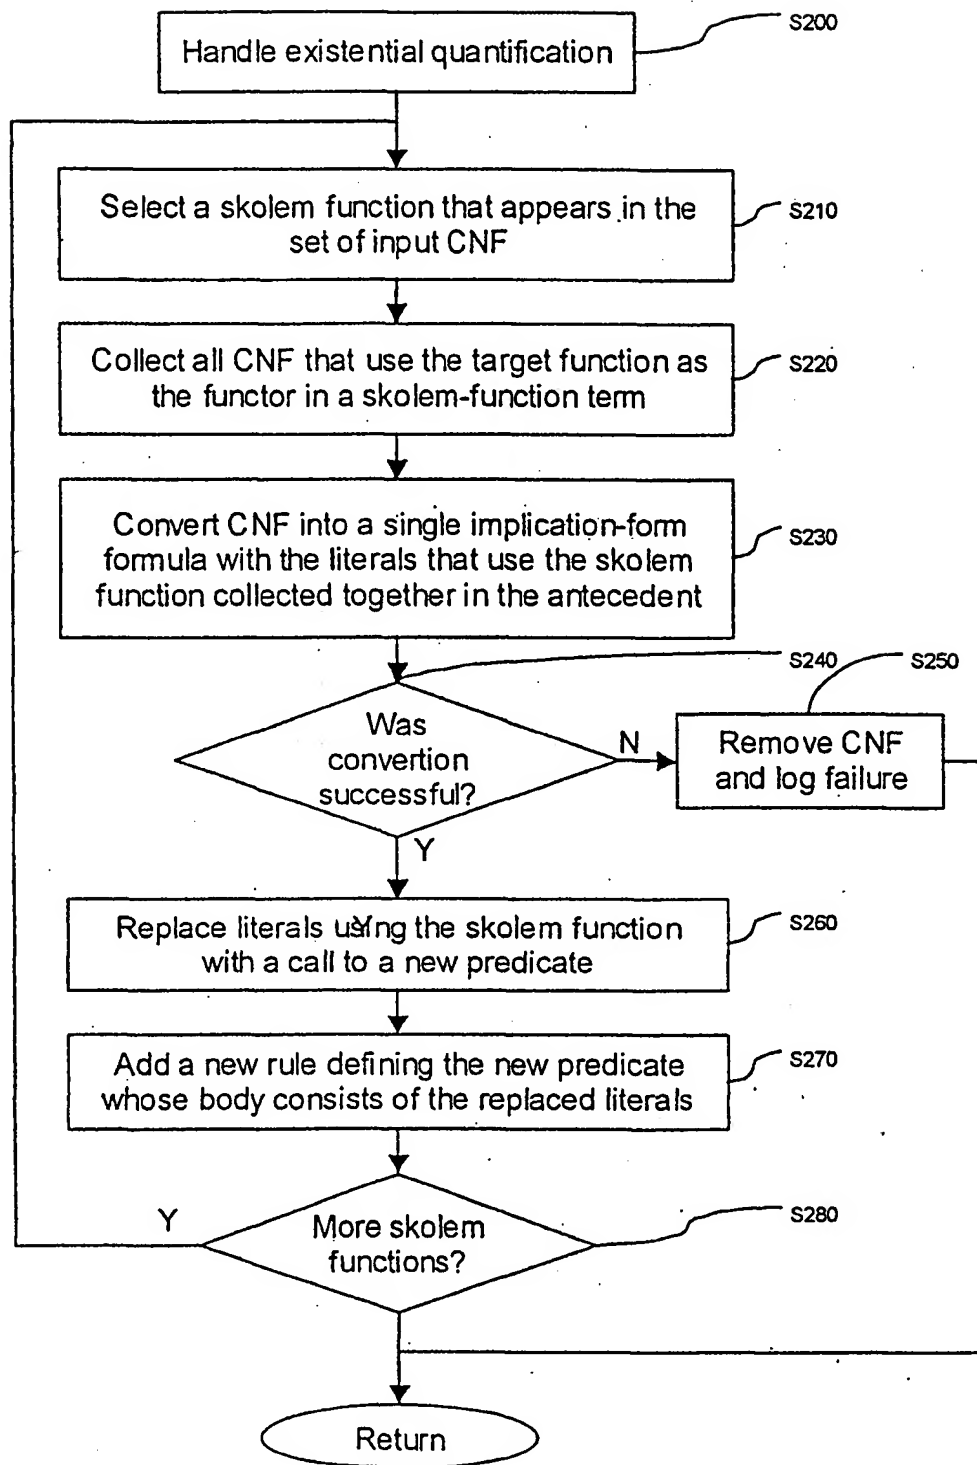 Handle existential quantification
S200
Select a skolem function that appears in the
set of input CNF
S210
Collect all CNF that use the target function as
the functor in a skolem-function term
S220
Convert CNF into a single implication-form
formula with the literals that use the skolem
function collected together in the antecedent
S230
S240
S250
Was
convertion
successful?
N
Remove CNF
and log failure
Y
Replace literals using the skolem function
with a call to a new predicate
Y
S260
Add a new rule defining the new predicate
whose body consists of the replaced literals
S270
Y
More skolem
functions?
S280
Return